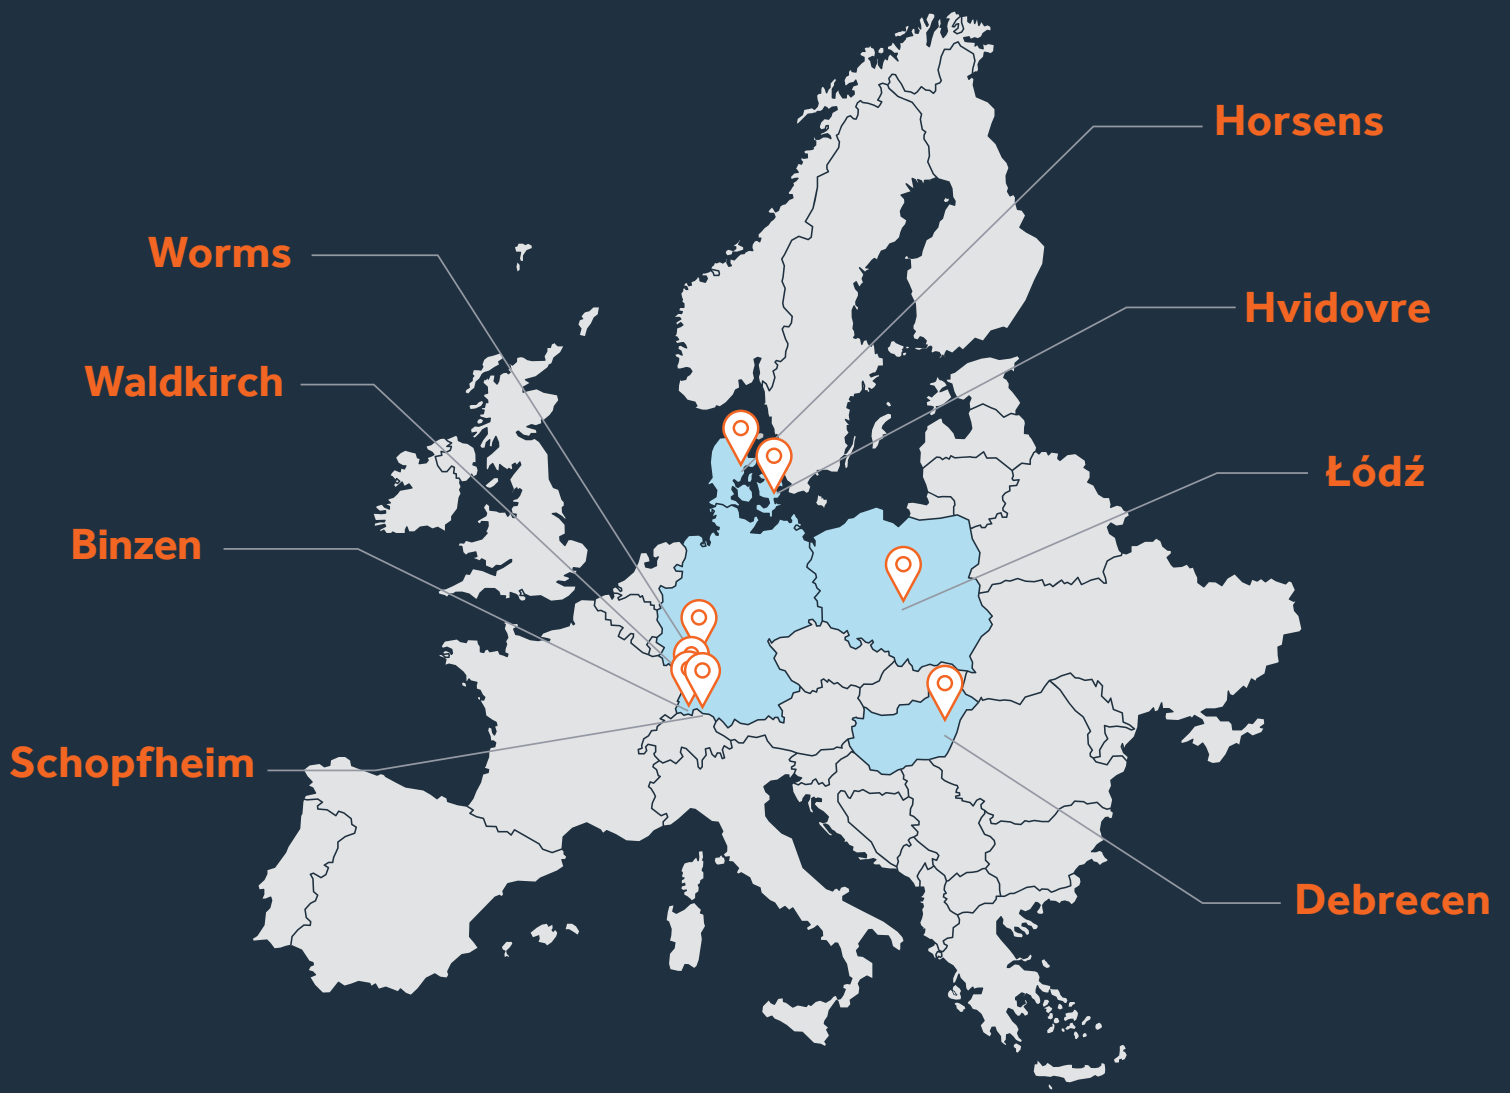 Horsens
Worms
Hvidovre
Waldkirch
Łódź
Binzen
Schopfheim
Debrecen